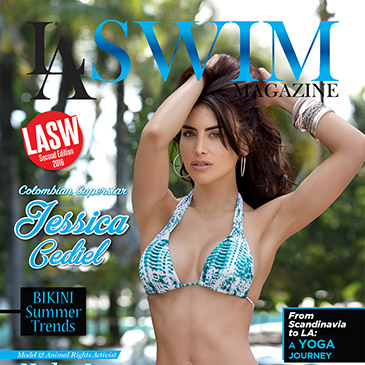 LA SWIM
MAGAZINE
LASW
Second Edition
2016
Colombian Superstar
Jessica
Cediel
BIKINI
Summer
Trends
From
Scandinavia
to LA:
A YOGA
JOURNEY
Model & Animal Rights Activist